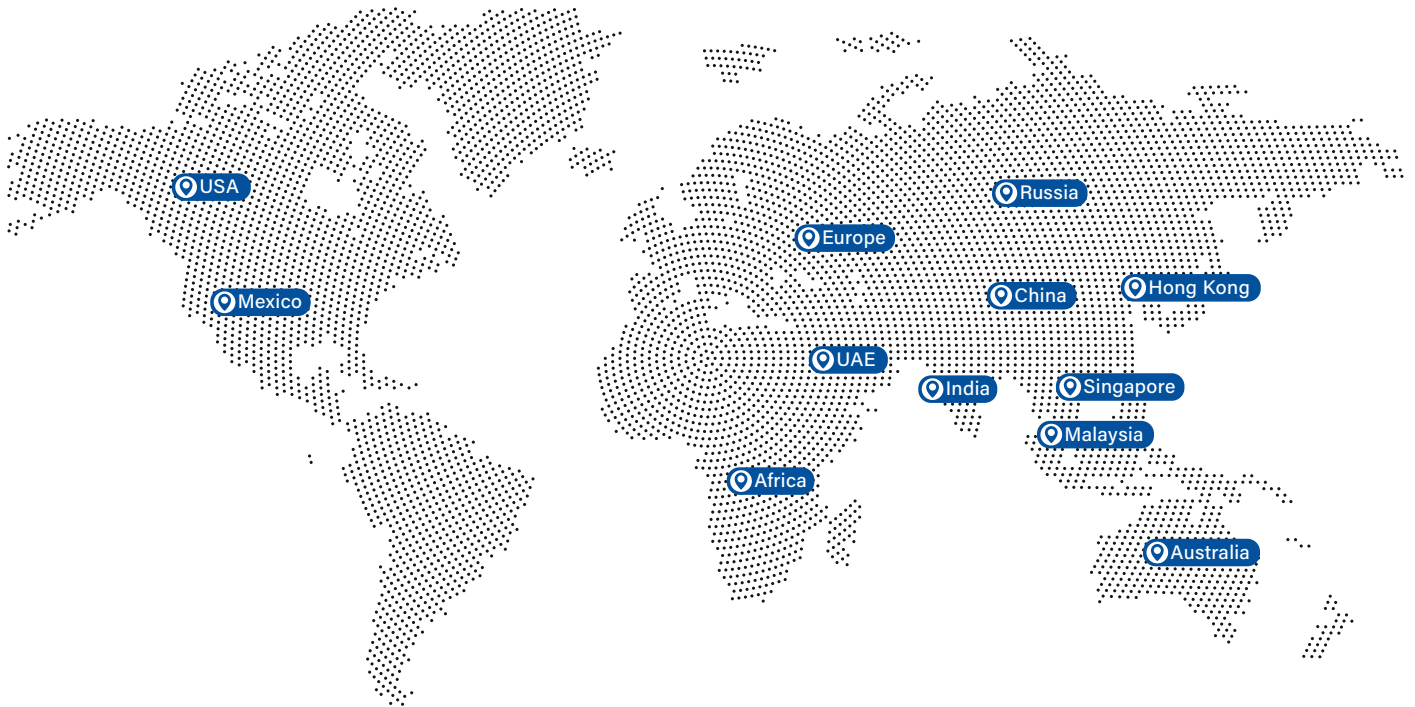 USA
Russia
Europe
Mexico
China
Hong Kong
UAE
India
Singapore
Malaysia
Africa
Australia